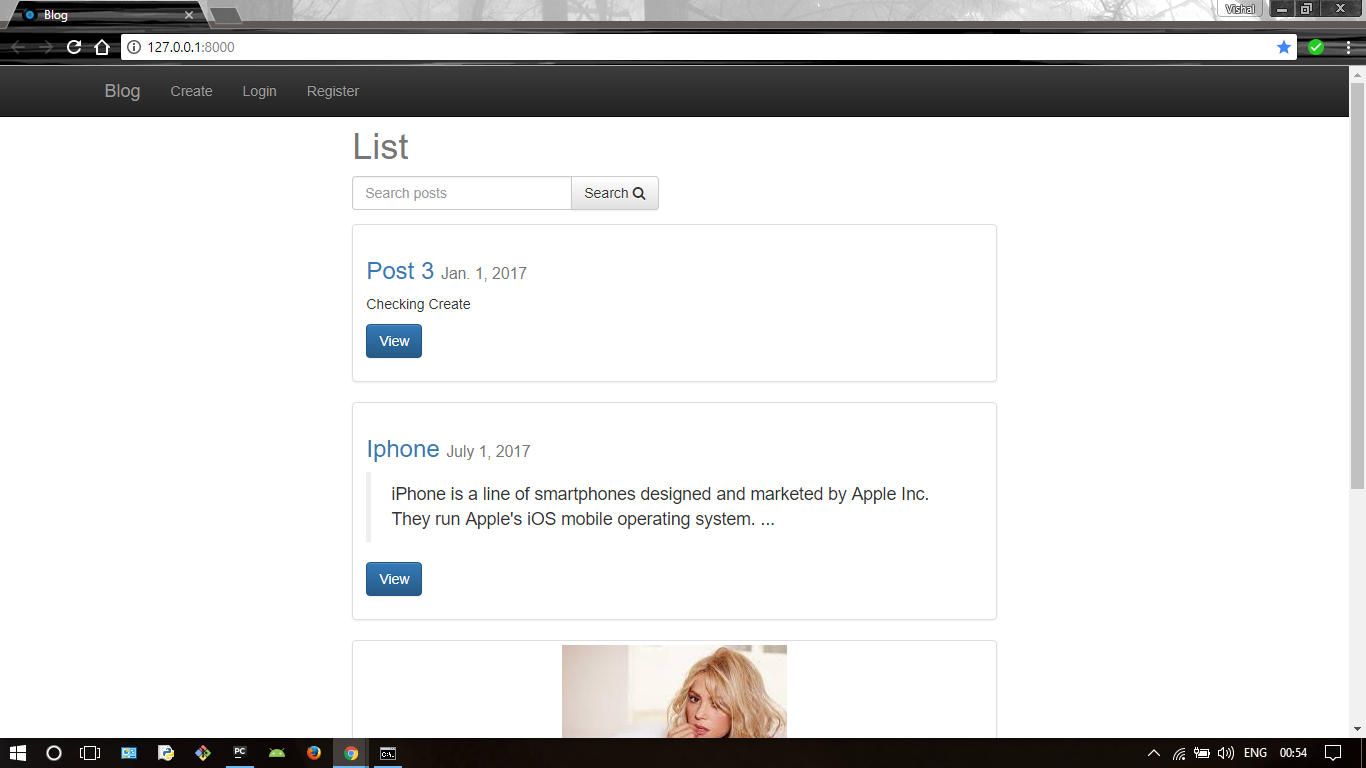 Blog
Vishal
127.0.0.1:8000
Blog Create Login Register
List
Search posts Search
Post 3 Jan. 1, 2017
Checking Create
View
Iphone July 1, 2017
iPhone is a line of smartphones designed and marketed by Apple Inc.
They run Apple's iOS mobile operating system. ...
View
PC
C:\.
ENG 00:54